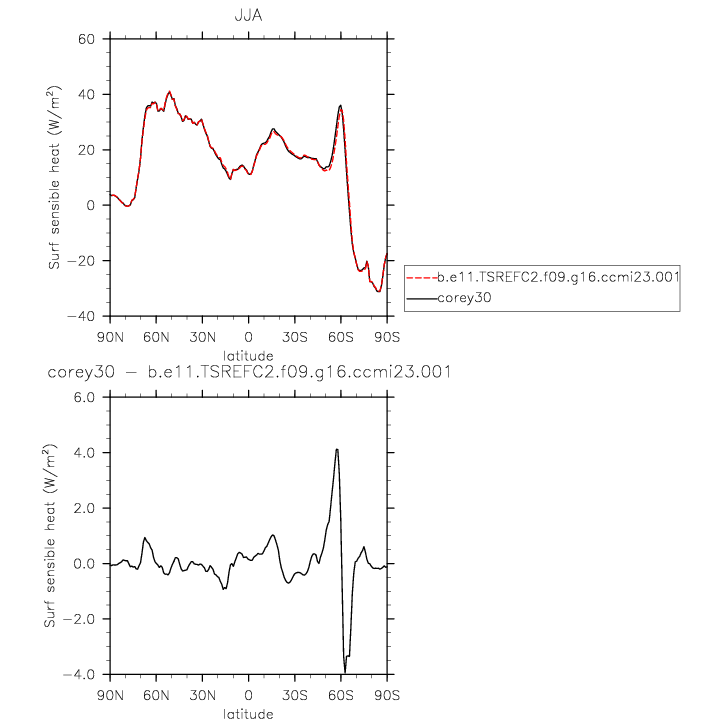 JJA
60
40
20
0
−20
−40
Surf sensible heat (W/m²)
90N 60N 30N 0 30S 60S 90S
latitude
b.e11.TSREFC2.f09.g16.ccmi23.001
corey30
corey30 − b.e11.TSREFC2.f09.g16.ccmi23.001
6.0
4.0
2.0
0.0
−2.0
−4.0
Surf sensible heat (W/m²)
90N 60N 30N 0 30S 60S 90S
latitude